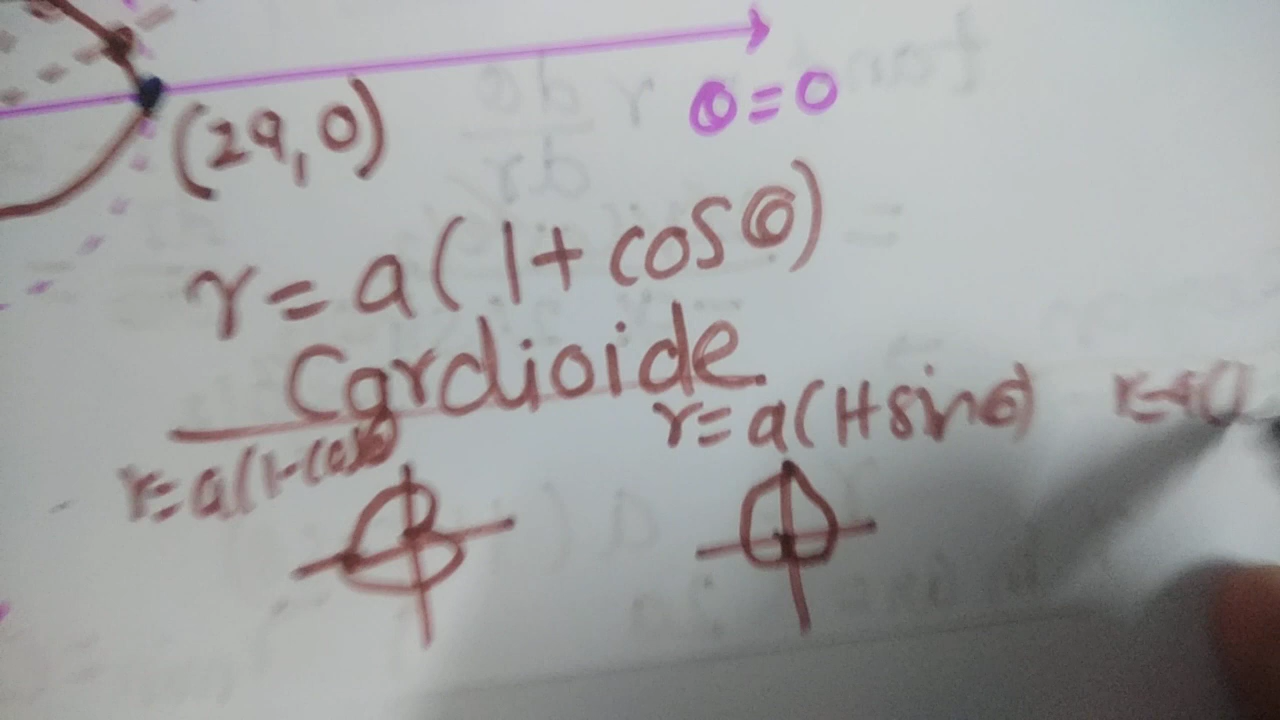 θ=0
(2a,0)
r=a(1+cosθ)
Cardioide
r=a(1-cosθ)
r=a(1+sinθ)